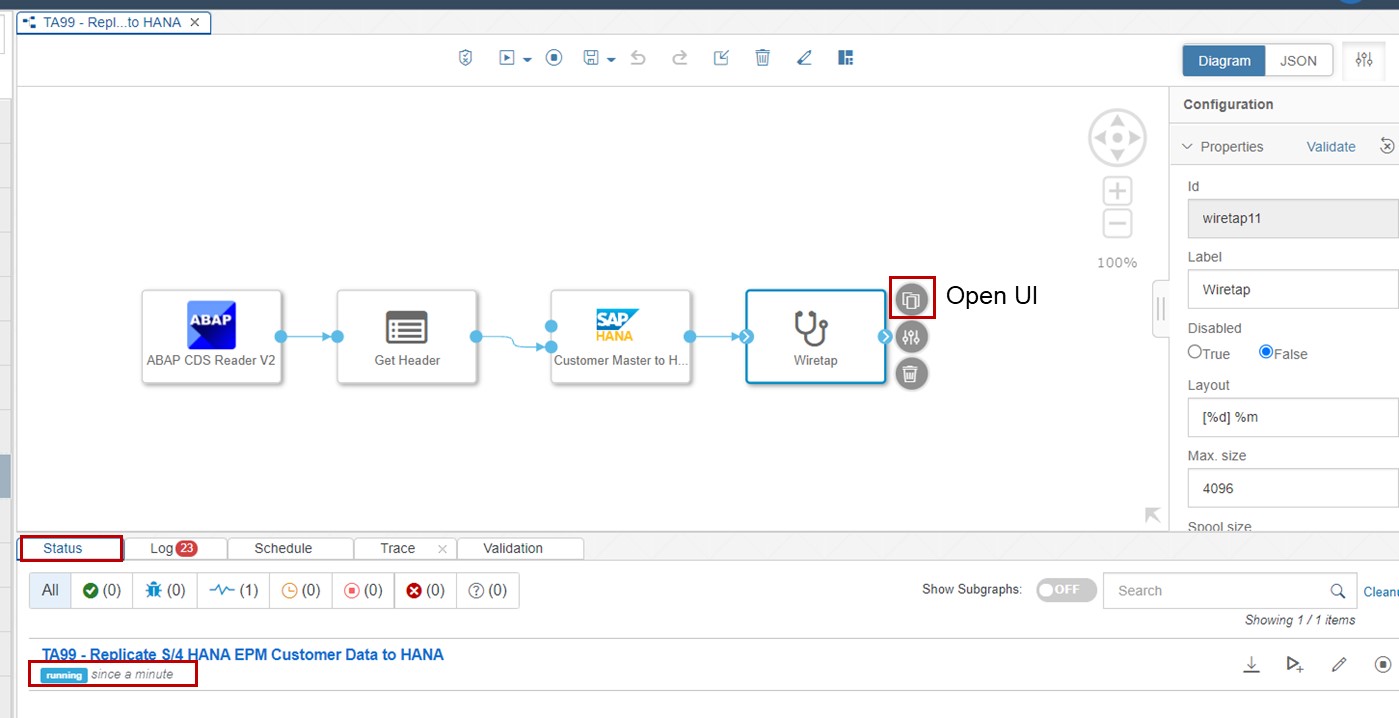 TA99 - Repl...to HANA
Diagram
JSON
Configuration
Properties
Validate
Id
wiretap11
Label
Wiretap
Disabled
True
False
Layout
[%d] %m
Max. size
4096
Spool size
100%
Open UI
ABAP
ABAP CDS Reader V2
Get Header
SAP
HANA
Customer Master to H...
Wiretap
Status
Log 23
Schedule
Trace
Validation
All
(0)
(0)
(1)
(0)
(0)
(0)
(0)
Show Subgraphs:
OFF
Search
Cleanu
Showing 1 / 1 items
TA99 - Replicate S/4 HANA EPM Customer Data to HANA
running since a minute